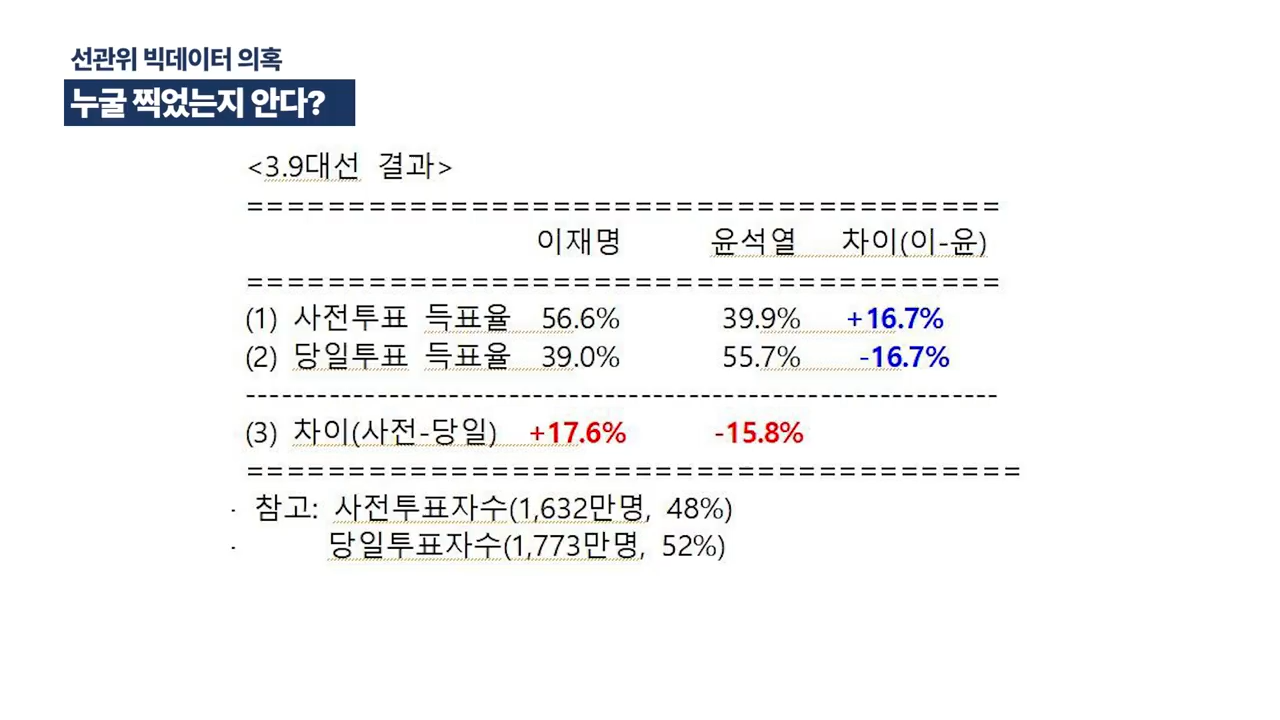 선관위 빅데이터 의혹
누굴 찍었는지 안다?
<3.9대선 결과>
=====================================
이재명 윤석열 차이(이-윤)
=====================================
(1) 사전투표 득표율 56.6% 39.9% +16.7%
(2) 당일투표 득표율 39.0% 55.7% -16.7%
----------------------------------------------------------------
(3) 차이(사전-당일) +17.6% -15.8%
======================================
· 참고: 사전투표자수(1,632만명, 48%)
· 당일투표자수(1,773만명, 52%)